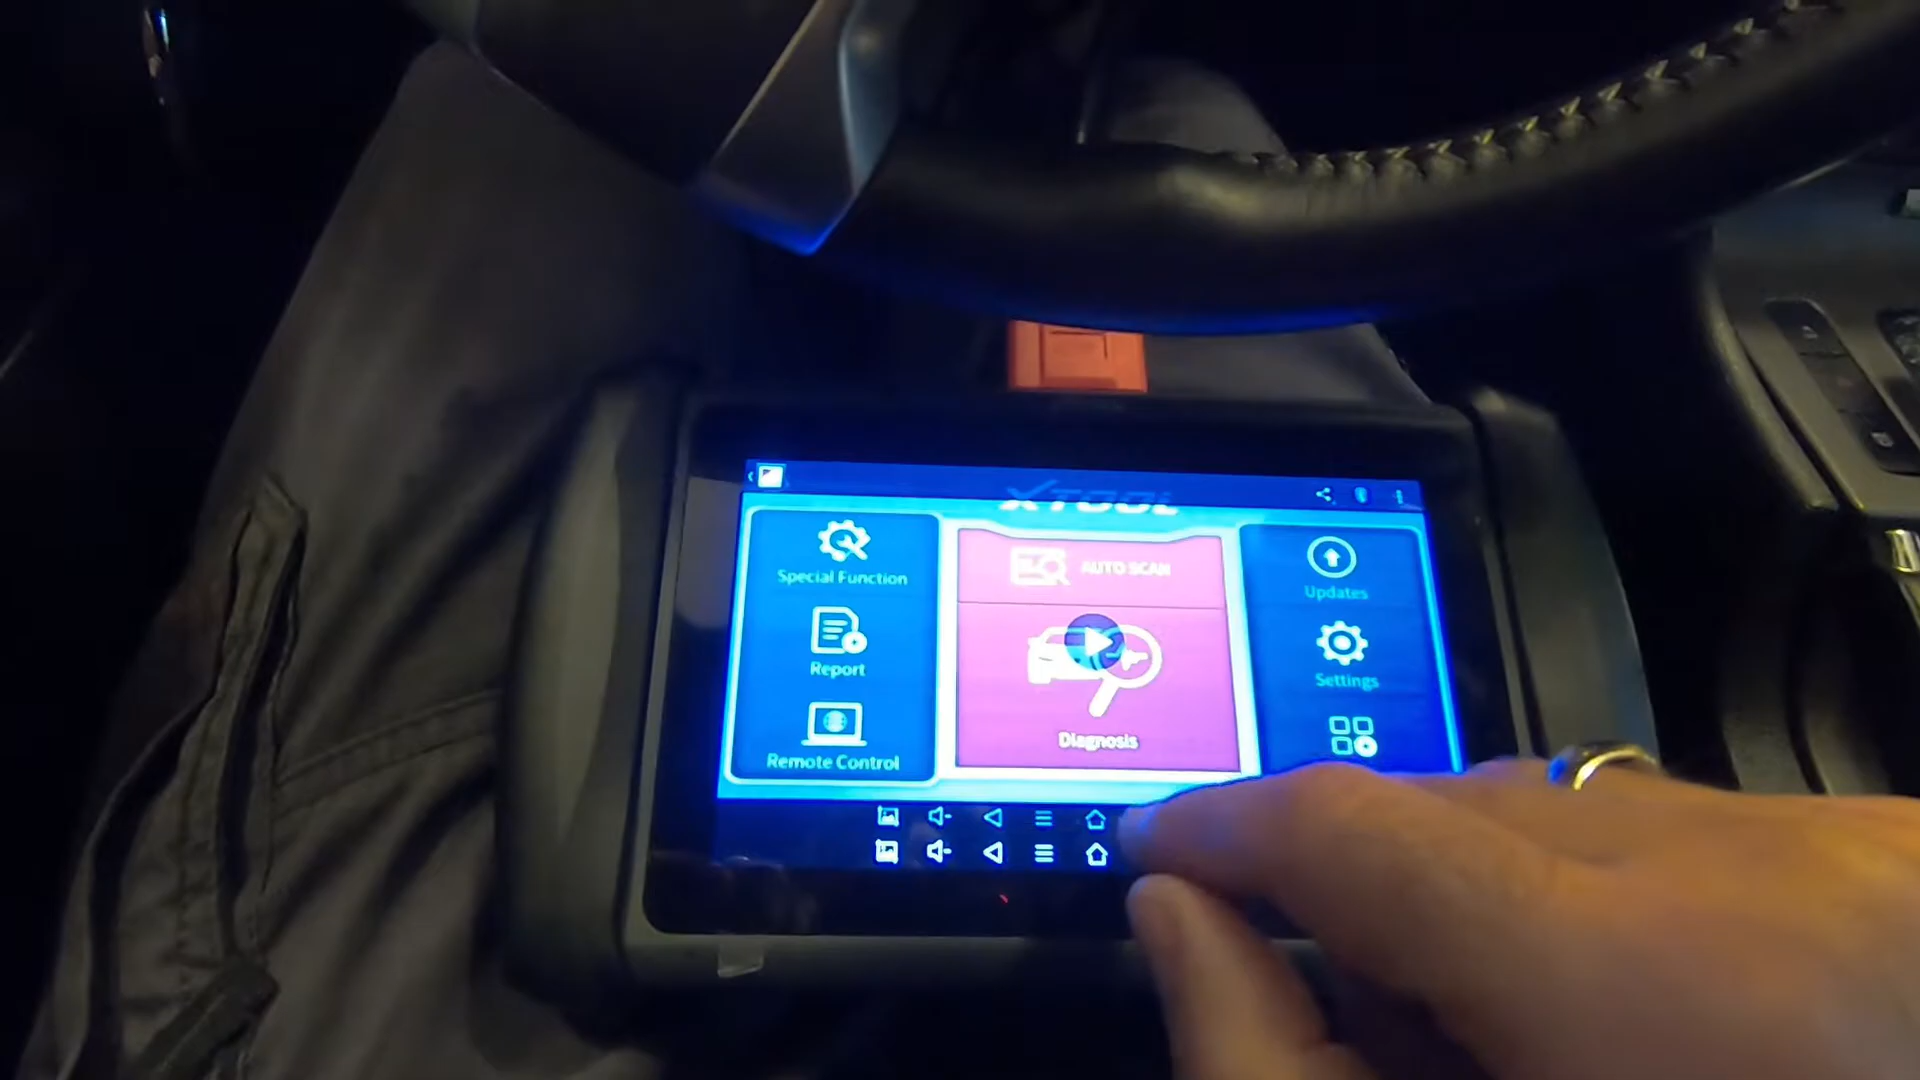 XTOOL
Special Function
AUTO SCAN
Updates
Report
Settings
Remote Control
Diagnosis